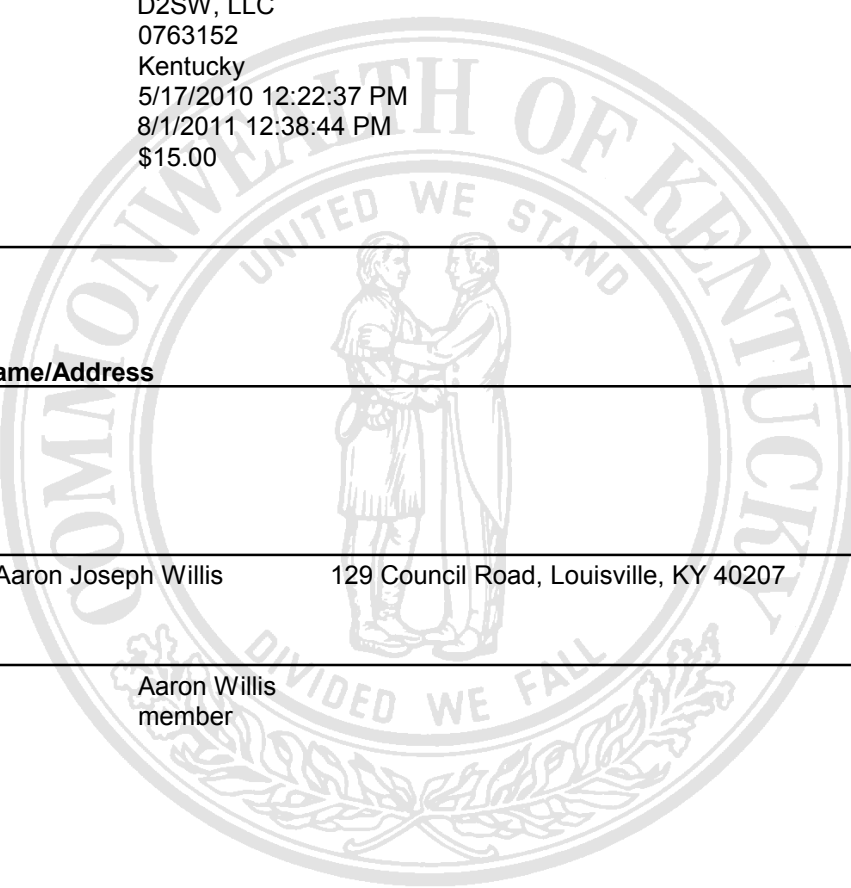 D2SW, LLC
0763152
Kentucky
5/17/2010 12:22:37 PM
8/1/2011 12:38:44 PM
$15.00
COMMONWEALTH OF KENTUCKY
UNITED WE STAND
ame/Address
Aaron Joseph Willis 129 Council Road, Louisville, KY 40207
DIVIDED WE FALL
Aaron Willis
member